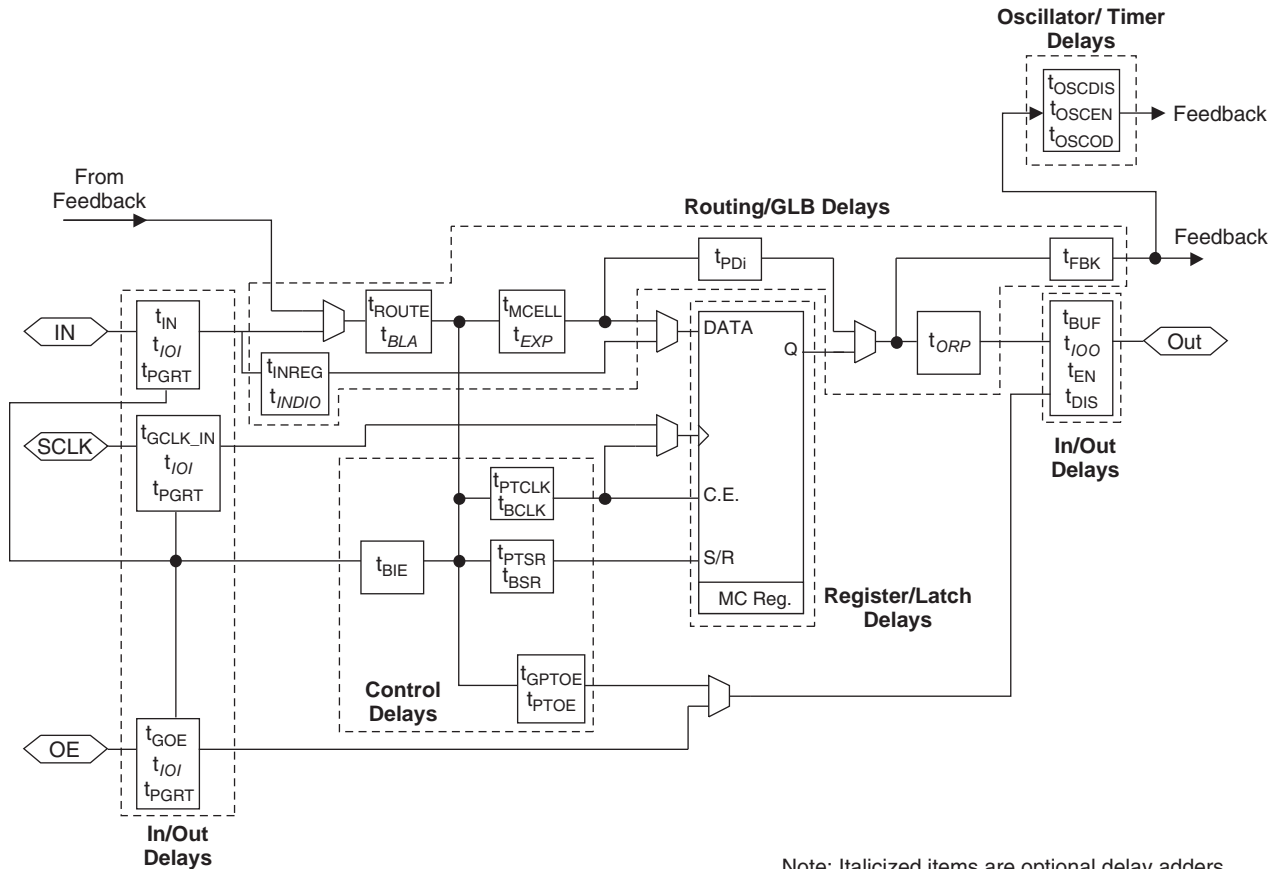 Oscillator/ Timer
Delays
tOSCDIS
tOSCEN
tOSCOD
Feedback
From
Feedback
Routing/GLB Delays
Feedback
tPDi
tFBK
IN
tIN
tIOI
tPGRT
tROUTE
tBLA
tMCELL
tEXP
tINREG
tINDIO
DATA
Q
tORP
tBUF
tIOO
tEN
tDIS
Out
In/Out
Delays
SCLK
tGCLK_IN
tIOI
tPGRT
tPTCLK
tBCLK
C.E.
tBIE
tPTSR
tBSR
S/R
MC Reg.
Register/Latch
Delays
Control
Delays
tGPTOE
tPTOE
OE
tGOE
tIOI
tPGRT
In/Out
Delays
Note: Italicized items are optional delay adders